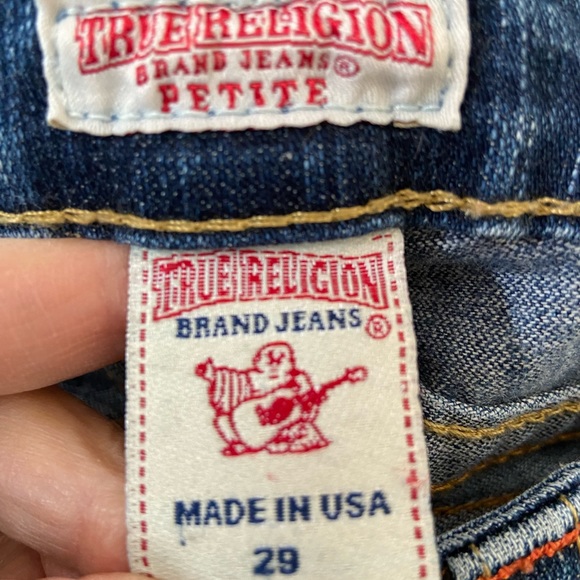 TRUE RELIGION
BRAND JEANS®
PETITE
TRUE RELIGION
BRAND JEANS®
MADE IN USA
29